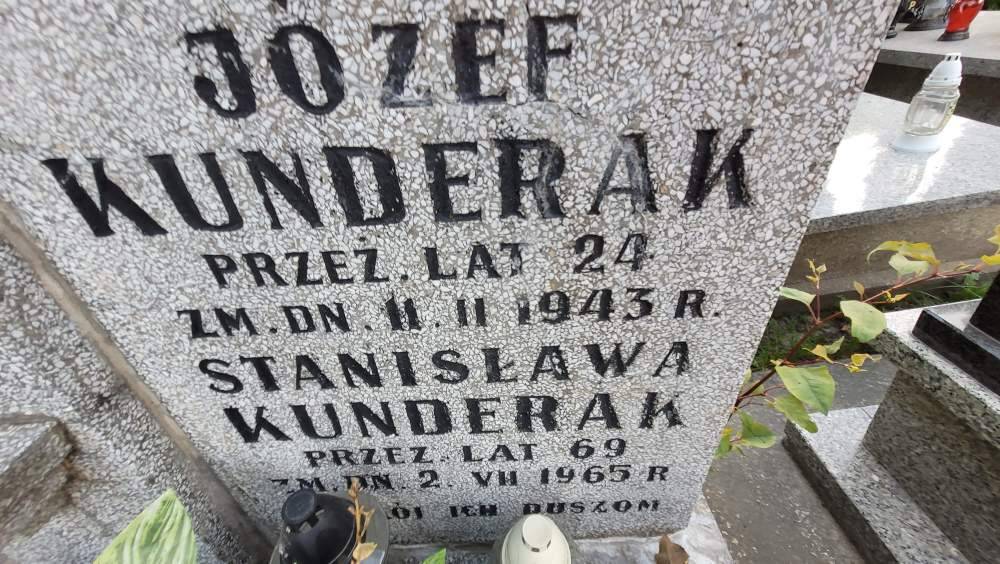 JÓZEF
KUNDERAK
PRZEŻ. LAT 24
ZM. DN. 11. II 1943 R.
STANISŁAWA
KUNDERAK
PRZEŻ. LAT 69
ZM. DN. 2. VII 1965 R
ICH DUSZOM